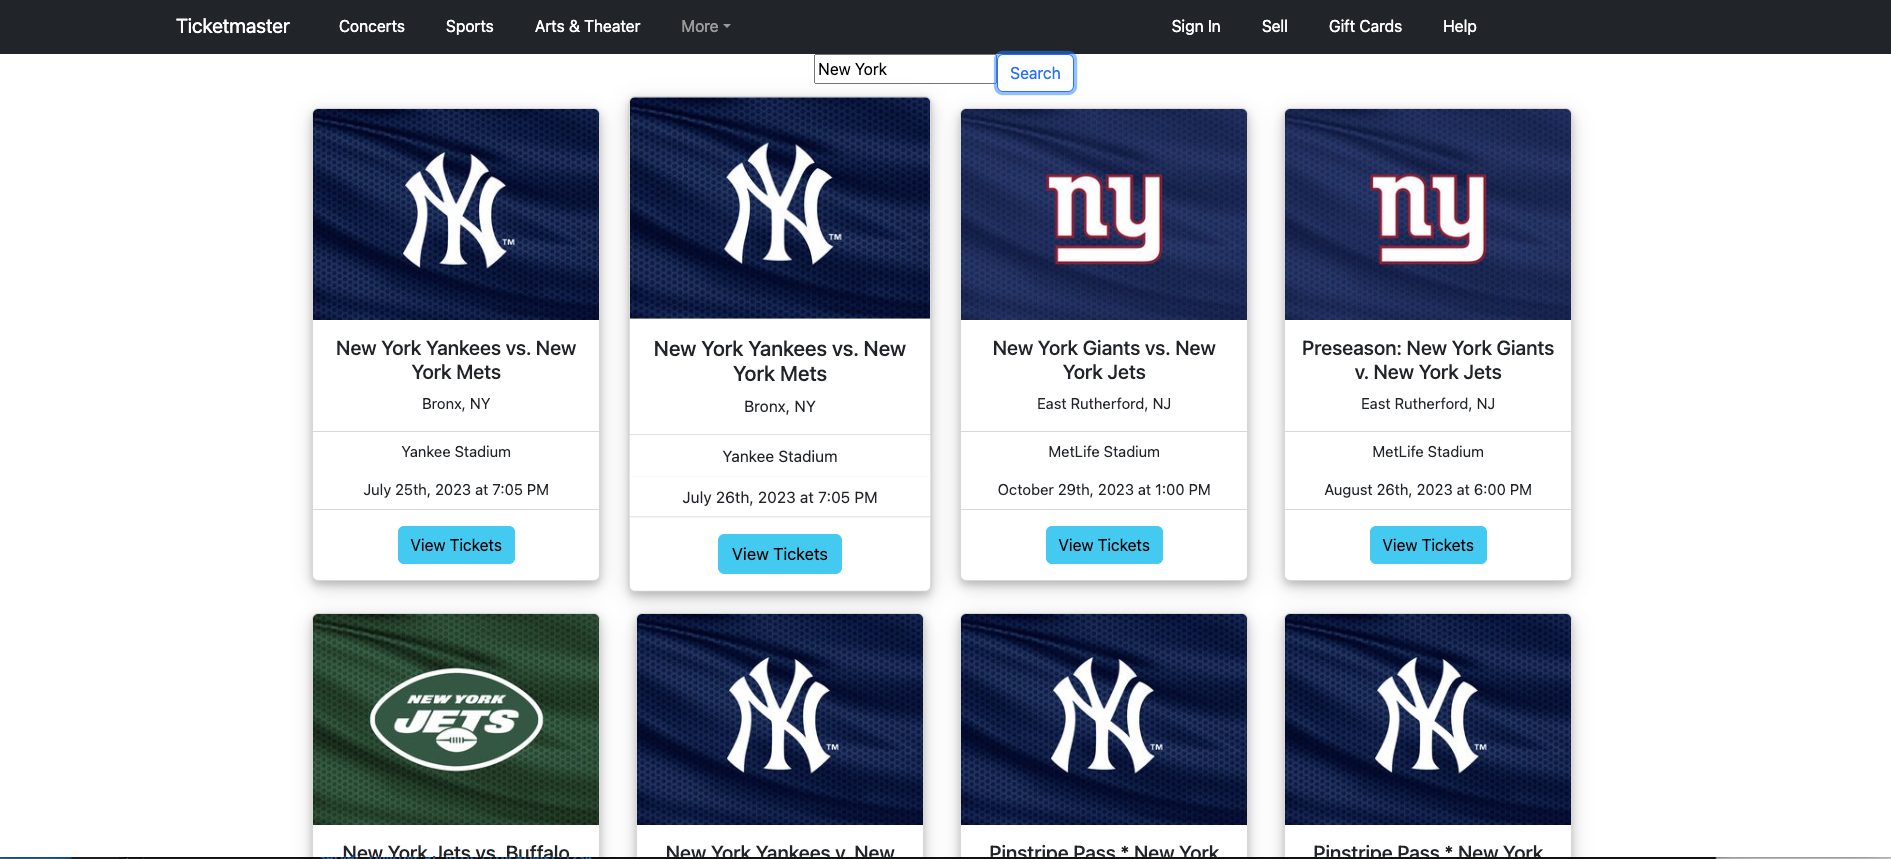 Ticketmaster Concerts Sports Arts & Theater More Sign In Sell Gift Cards Help
New York Search
NY TM
NY TM
ny
ny
New York Yankees vs. New
York Mets
Bronx, NY
Yankee Stadium
July 25th, 2023 at 7:05 PM
View Tickets
New York Yankees vs. New
York Mets
Bronx, NY
Yankee Stadium
July 26th, 2023 at 7:05 PM
View Tickets
New York Giants vs. New
York Jets
East Rutherford, NJ
MetLife Stadium
October 29th, 2023 at 1:00 PM
View Tickets
Preseason: New York Giants
v. New York Jets
East Rutherford, NJ
MetLife Stadium
August 26th, 2023 at 6:00 PM
View Tickets
NEW YORK
JETS
NY TM
NY TM
NY TM
New York Jets vs. Buffalo
New York Yankees v. New
Pinstripe Pass * New York
Pinstripe Pass * New York